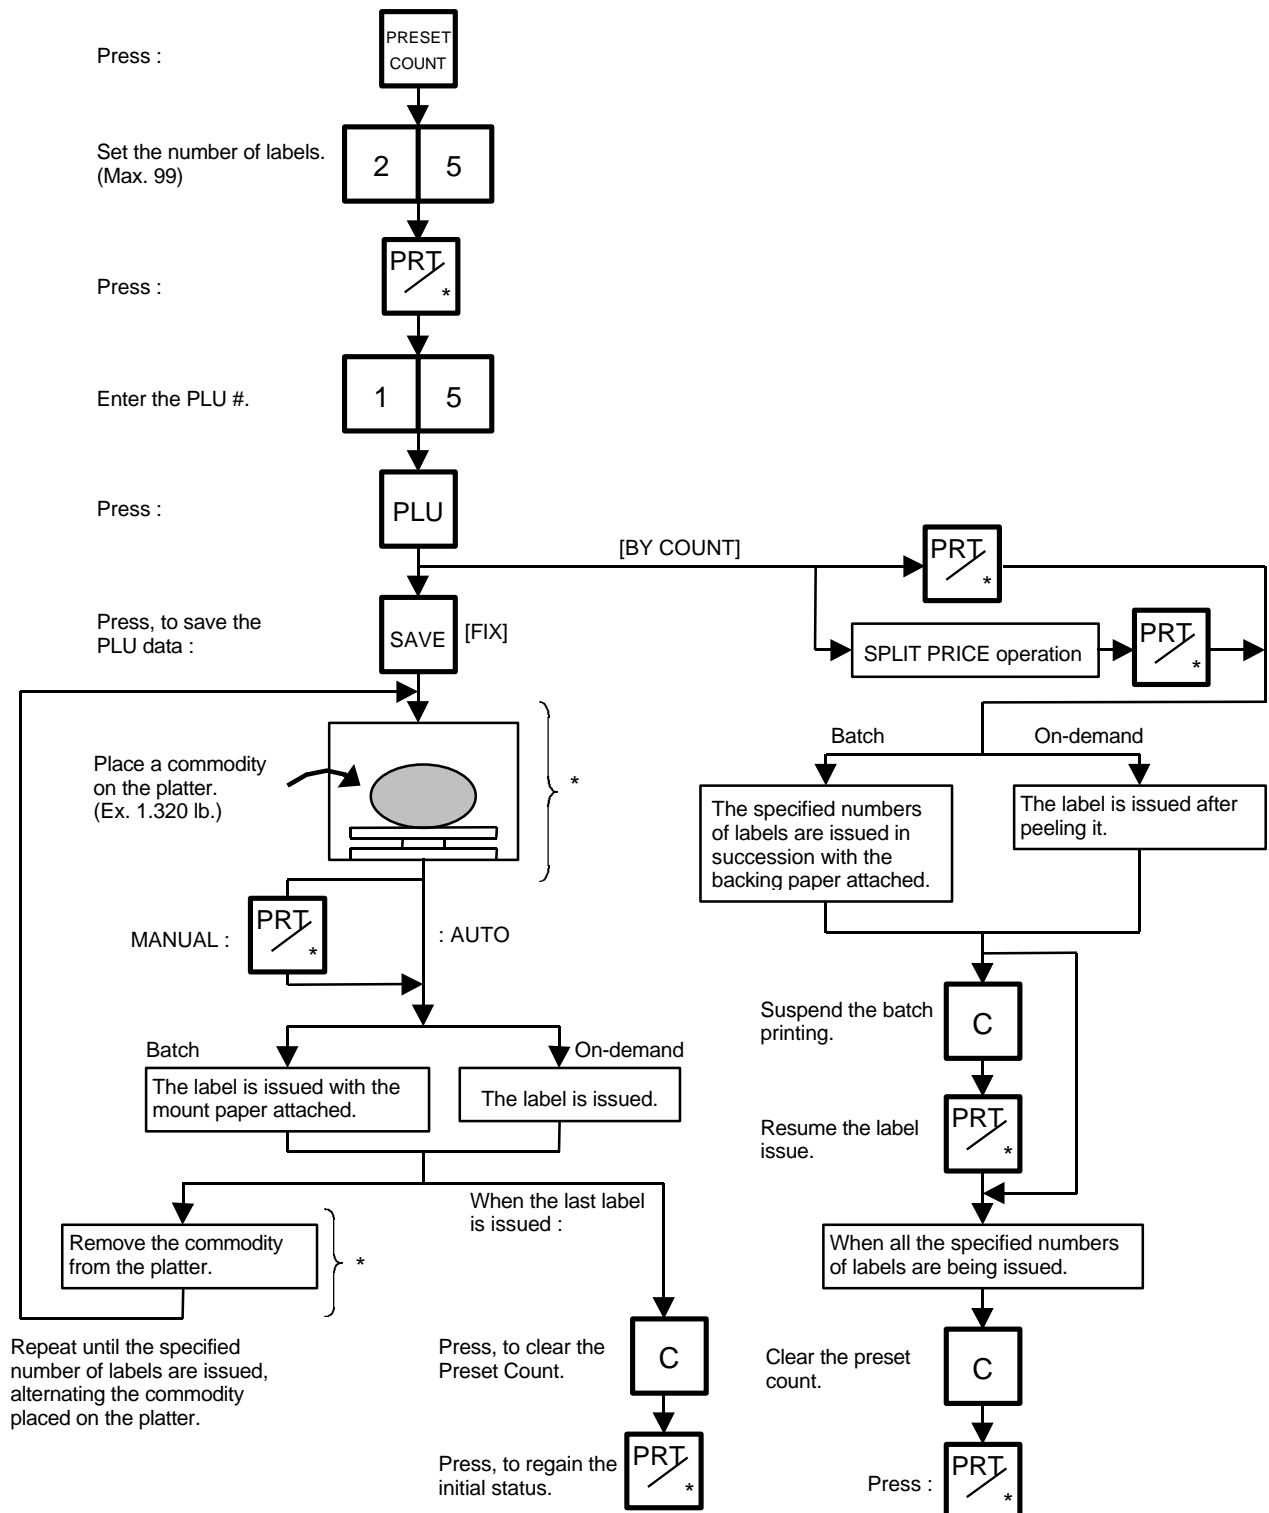 Press :
PRESET
COUNT
Set the number of labels.
(Max. 99)
2 5
Press :
PRT
*
Enter the PLU #.
1 5
Press :
PLU
[BY COUNT]
PRT
*
Press, to save the
PLU data :
SAVE
[FIX]
SPLIT PRICE operation
PRT
*
Place a commodity
on the platter.
(Ex. 1.320 lb.)
*
Batch
On-demand
The specified numbers
of labels are issued in
succession with the
backing paper attached.
The label is issued after
peeling it.
MANUAL :
PRT
*
: AUTO
Batch
On-demand
The label is issued with the
mount paper attached.
The label is issued.
Suspend the batch
printing.
C
Resume the label
issue.
PRT
*
When the last label
is issued :
Remove the commodity
from the platter.
*
When all the specified numbers
of labels are being issued.
Repeat until the specified
number of labels are issued,
alternating the commodity
placed on the platter.
Press, to clear the
Preset Count.
C
Clear the preset
count.
C
Press, to regain the
initial status.
PRT
*
Press :
PRT
*